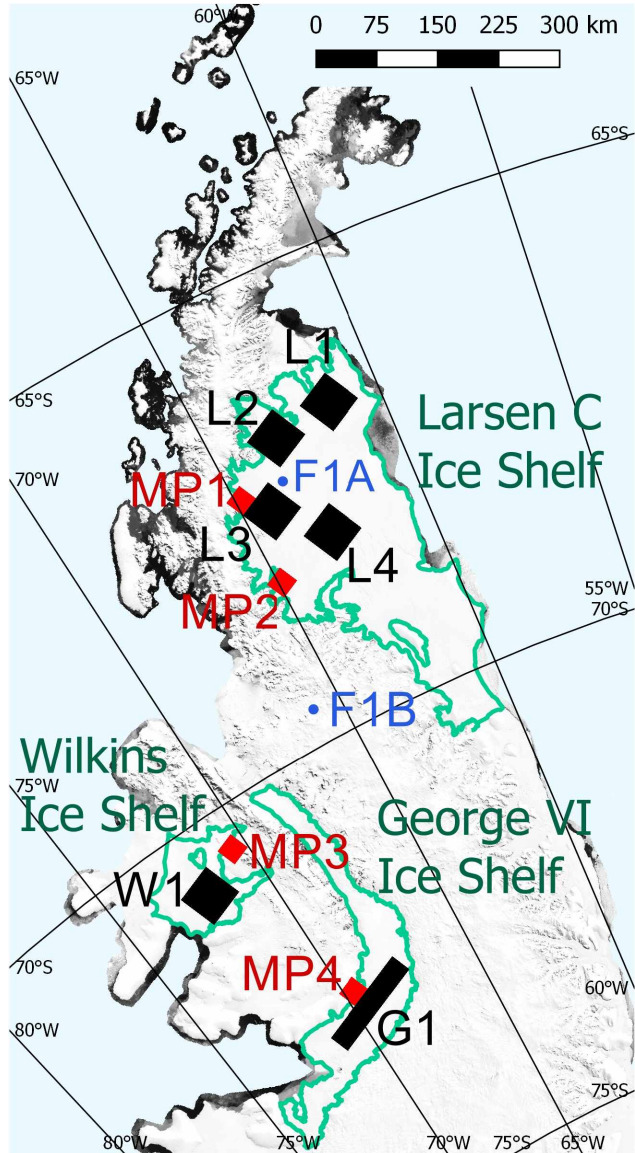 60°W
0 75 150 225 300 km
65°W
65°S
L1
65°S
L2
Larsen C
Ice Shelf
70°W
MP1
F1A
L3
L4
55°W
70°S
MP2
F1B
Wilkins
Ice Shelf
75°W
George VI
Ice Shelf
MP3
W1
70°S
MP4
60°W
G1
80°W
75°S
80°W
75°W
70°W
75°S
65°W